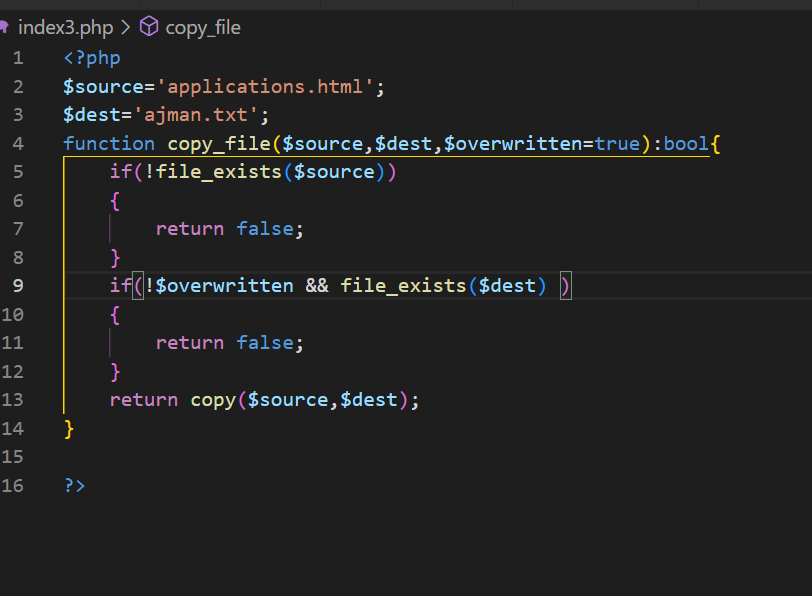 index3.php > copy_file
1 <?php
2 $source='applications.html';
3 $dest='ajman.txt';
4 function copy_file($source,$dest,$overwritten=true):bool{
5     if(!file_exists($source))
6     {
7         return false;
8     }
9     if(!$overwritten && file_exists($dest) )
10     {
11         return false;
12     }
13     return copy($source,$dest);
14 }
15
16 ?>